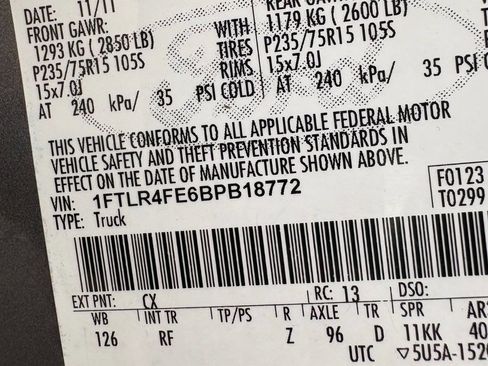 DATE: 11/11
FRONT GAWR:
1293 KG ( 2850 LB)
P235/75R15 105S
15x7.0J
AT 240 kPa/ 35 PSI COLD
WITH
TIRES
RIMS
REAR GAWR
1179 KG ( 2600 LB)
P235/75R15 105S
15x7.0J
AT 240 kPa/ 35 PSI
THIS VEHICLE CONFORMS TO ALL APPLICABLE FEDERAL MOTOR
VEHICLE SAFETY AND THEFT PREVENTION STANDARDS IN
EFFECT ON THE DATE OF MANUFACTURE SHOWN ABOVE.
VIN: 1FTLR4FE6BPB18772
TYPE: Truck
F0123
T0299
EXT PNT: CX RC: 13 DSO:
WB INT TR TP/PS R AXLE TR SPR
126 RF Z 96 D 11KK 40
UTC ▽5U5A-1520